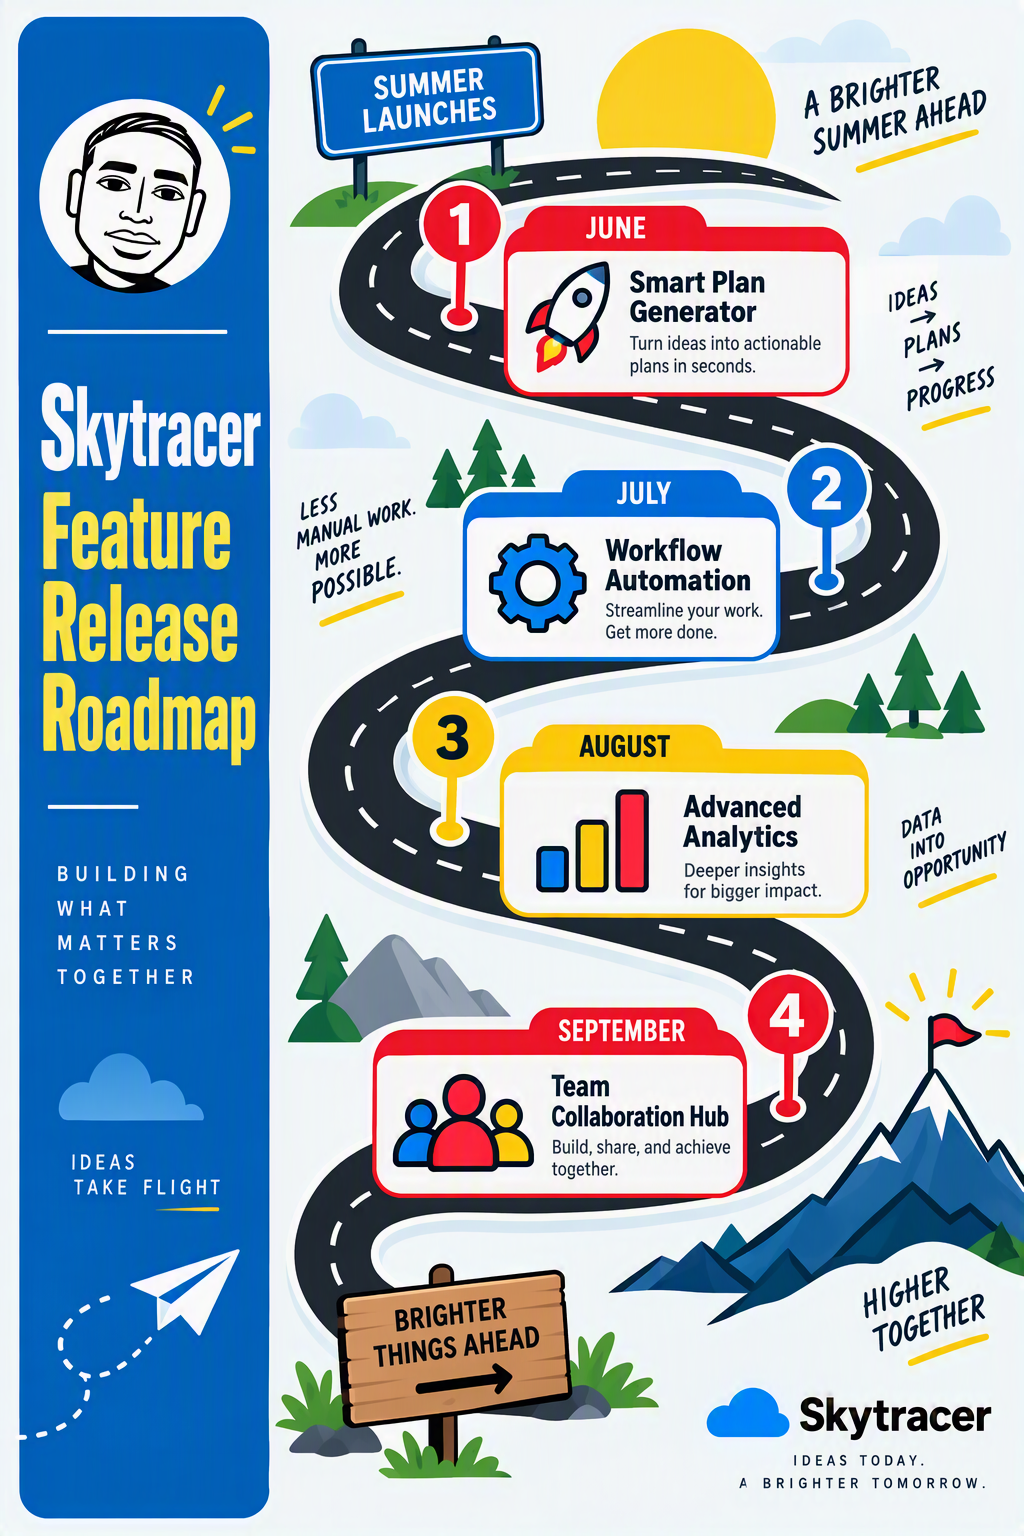 Skytracer
Feature
Release
Roadmap
BUILDING
WHAT
MATTERS
TOGETHER
IDEAS
TAKE FLIGHT
SUMMER
LAUNCHES
A BRIGHTER
SUMMER AHEAD
1
JUNE
Smart Plan
Generator
Turn ideas into actionable
plans in seconds.
IDEAS
→
PLANS
→
PROGRESS
LESS
MANUAL WORK.
MORE
POSSIBLE.
2
JULY
Workflow
Automation
Streamline your work.
Get more done.
3
AUGUST
Advanced
Analytics
Deeper insights
for bigger impact.
DATA
INTO
OPPORTUNITY
4
SEPTEMBER
Team
Collaboration Hub
Build, share, and achieve
together.
HIGHER
TOGETHER
BRIGHTER
THINGS AHEAD
→
Skytracer
IDEAS TODAY.
A BRIGHTER TOMORROW.